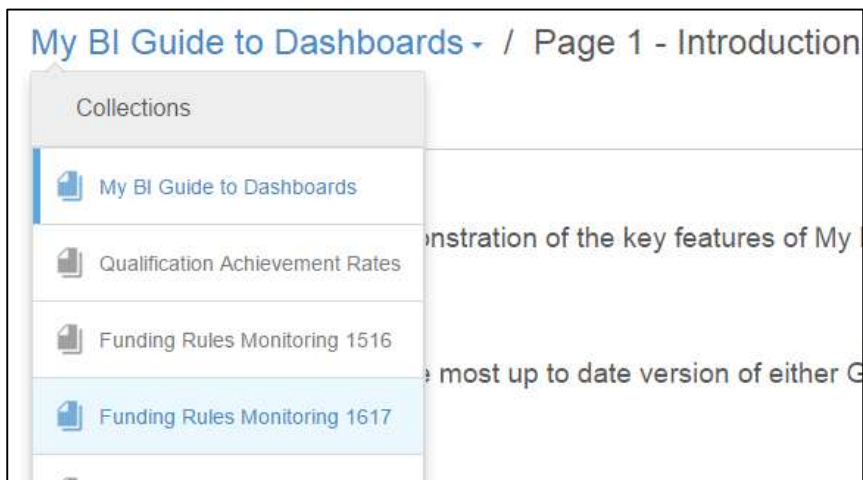 My BI Guide to Dashboards / Page 1 - Introduction
Collections
My BI Guide to Dashboards
nstration of the key features of My
Qualification Achievement Rates
Funding Rules Monitoring 1516
most up to date version of either G
Funding Rules Monitoring 1617